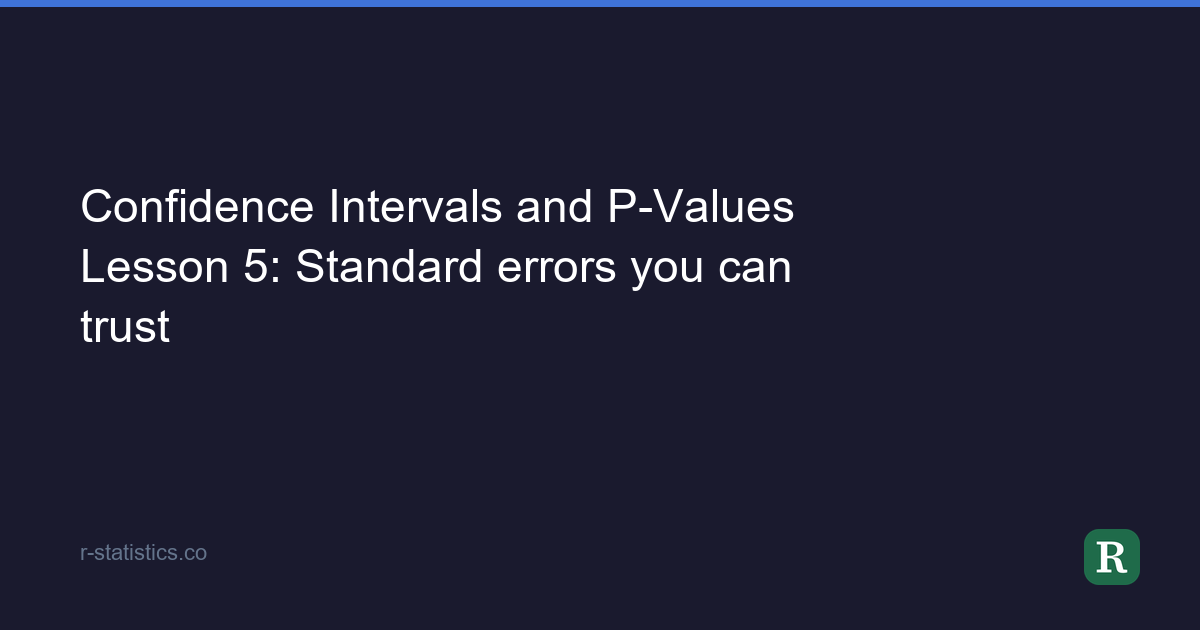 Confidence Intervals and P-Values
Lesson 5: Standard errors you can
trust
r-statistics.co
R